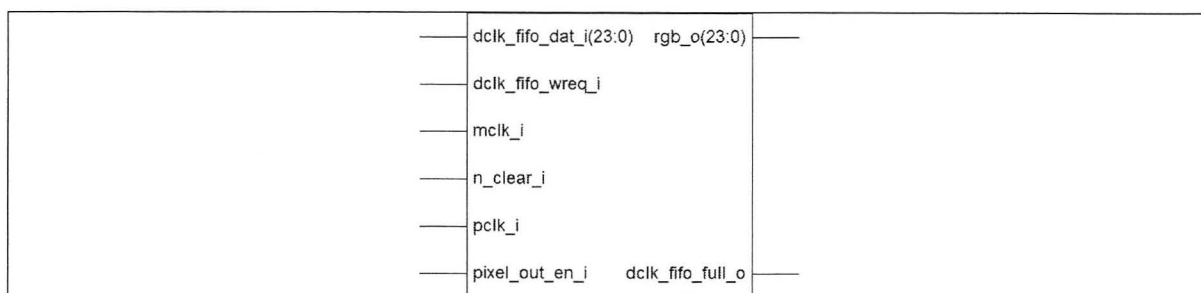 dclk_fifo_dat_i(23:0) rgb_o(23:0)
dclk_fifo_wreq_i
mclk_i
n_clear_i
pclk_i
pixel_out_en_i dclk_fifo_full_o